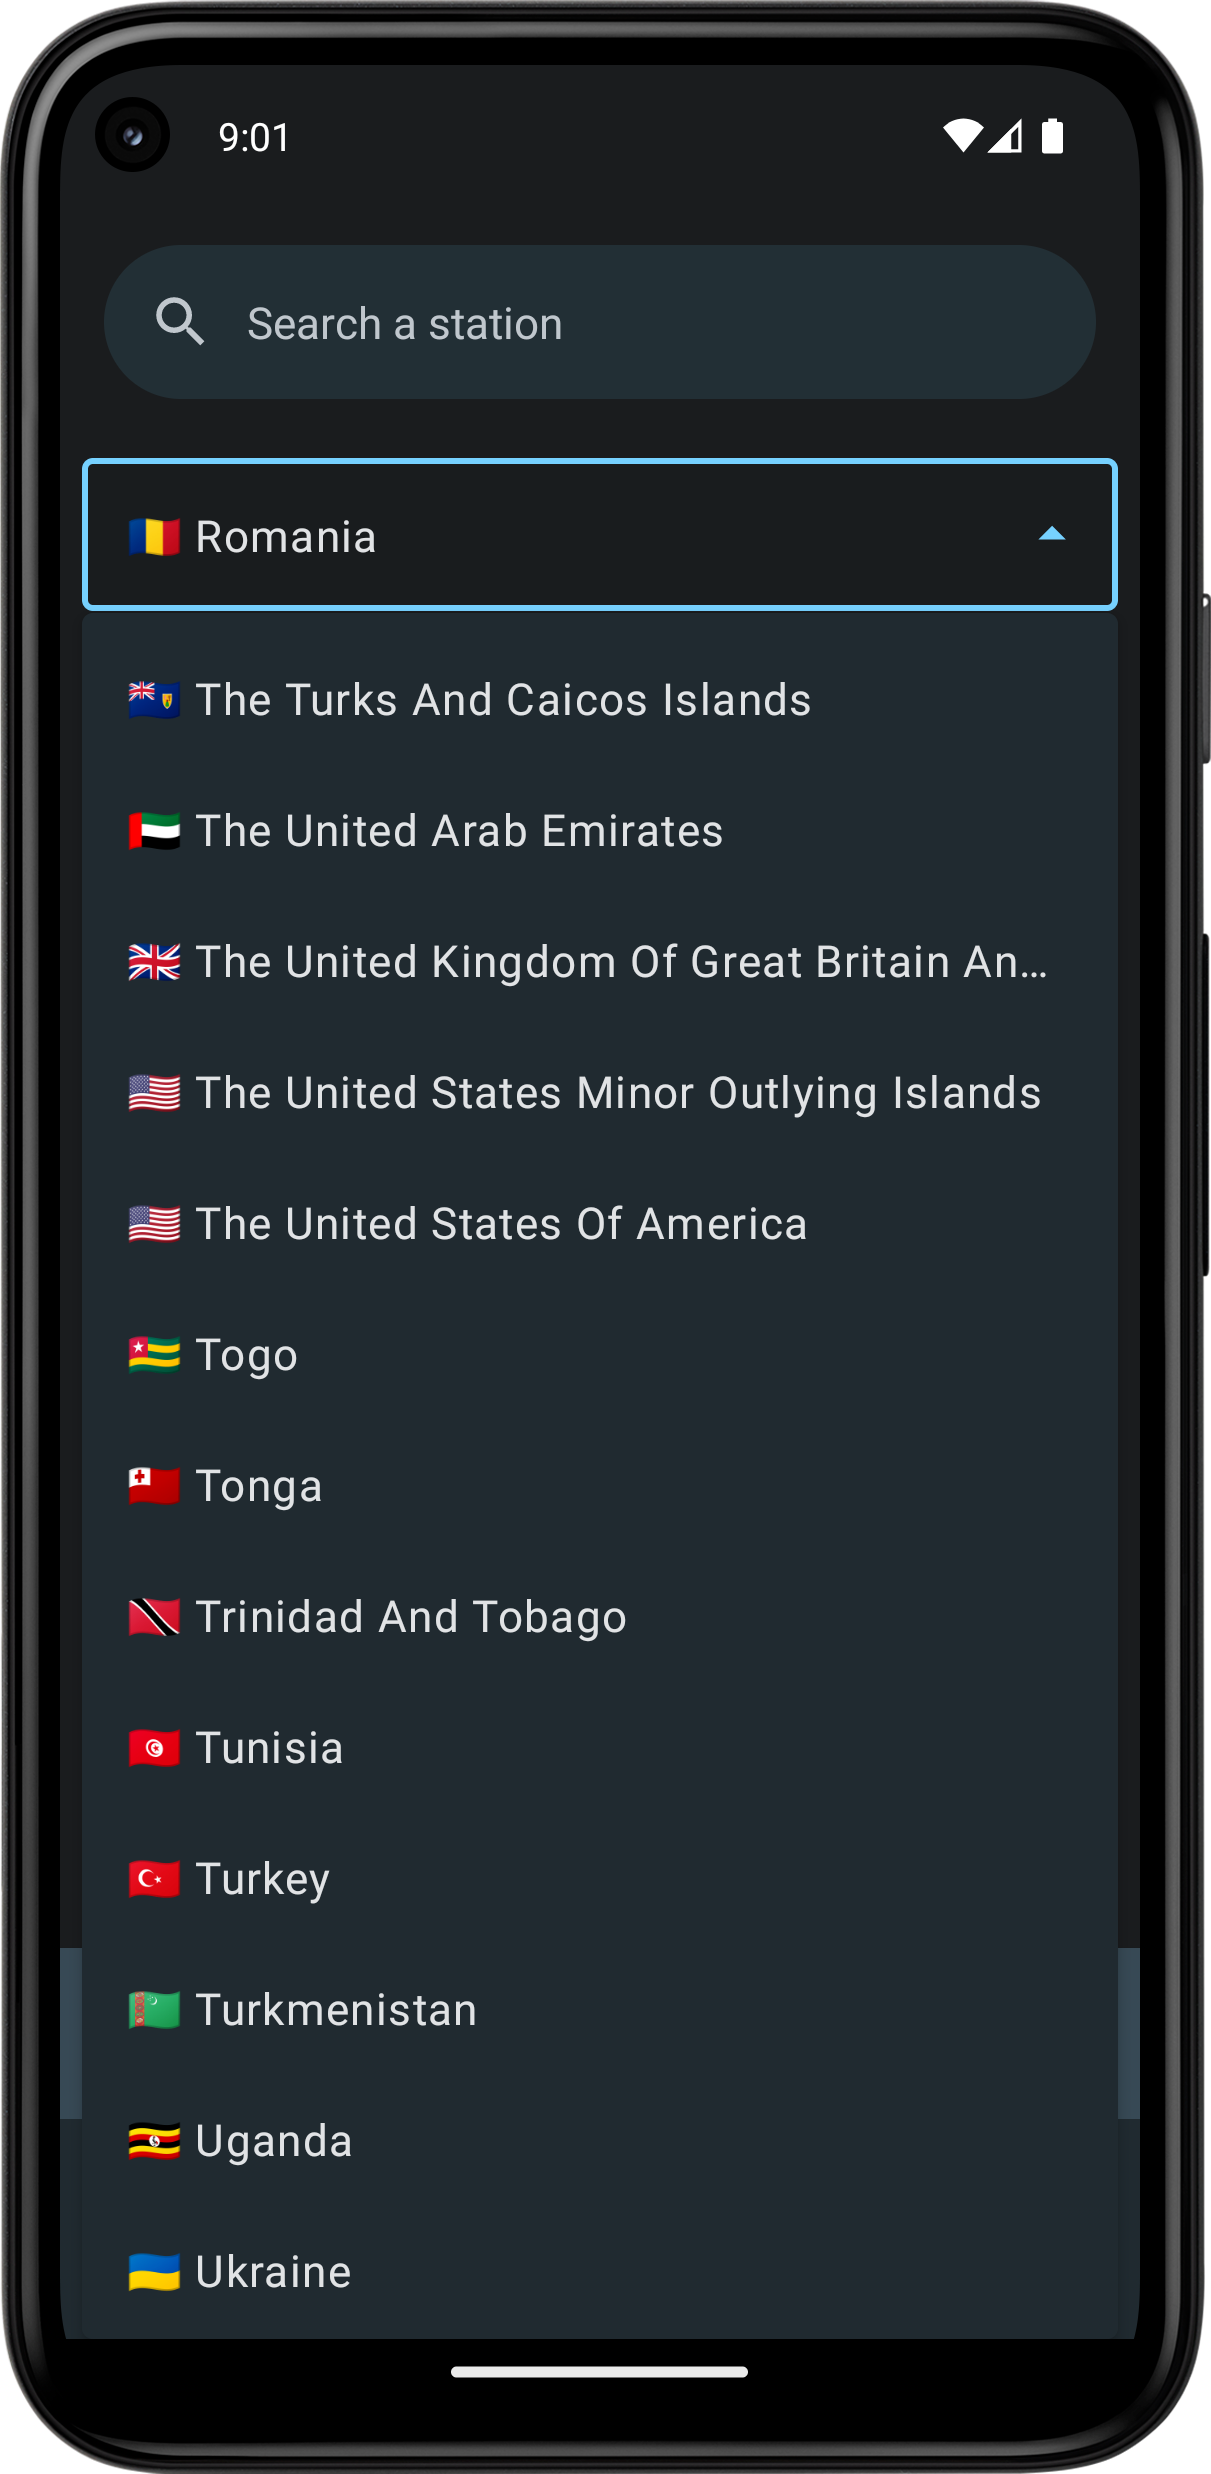 9:01
Search a station
Romania
The Turks And Caicos Islands
The United Arab Emirates
The United Kingdom Of Great Britain An...
The United States Minor Outlying Islands
The United States Of America
Togo
Tonga
Trinidad And Tobago
Tunisia
Turkey
Turkmenistan
Uganda
Ukraine